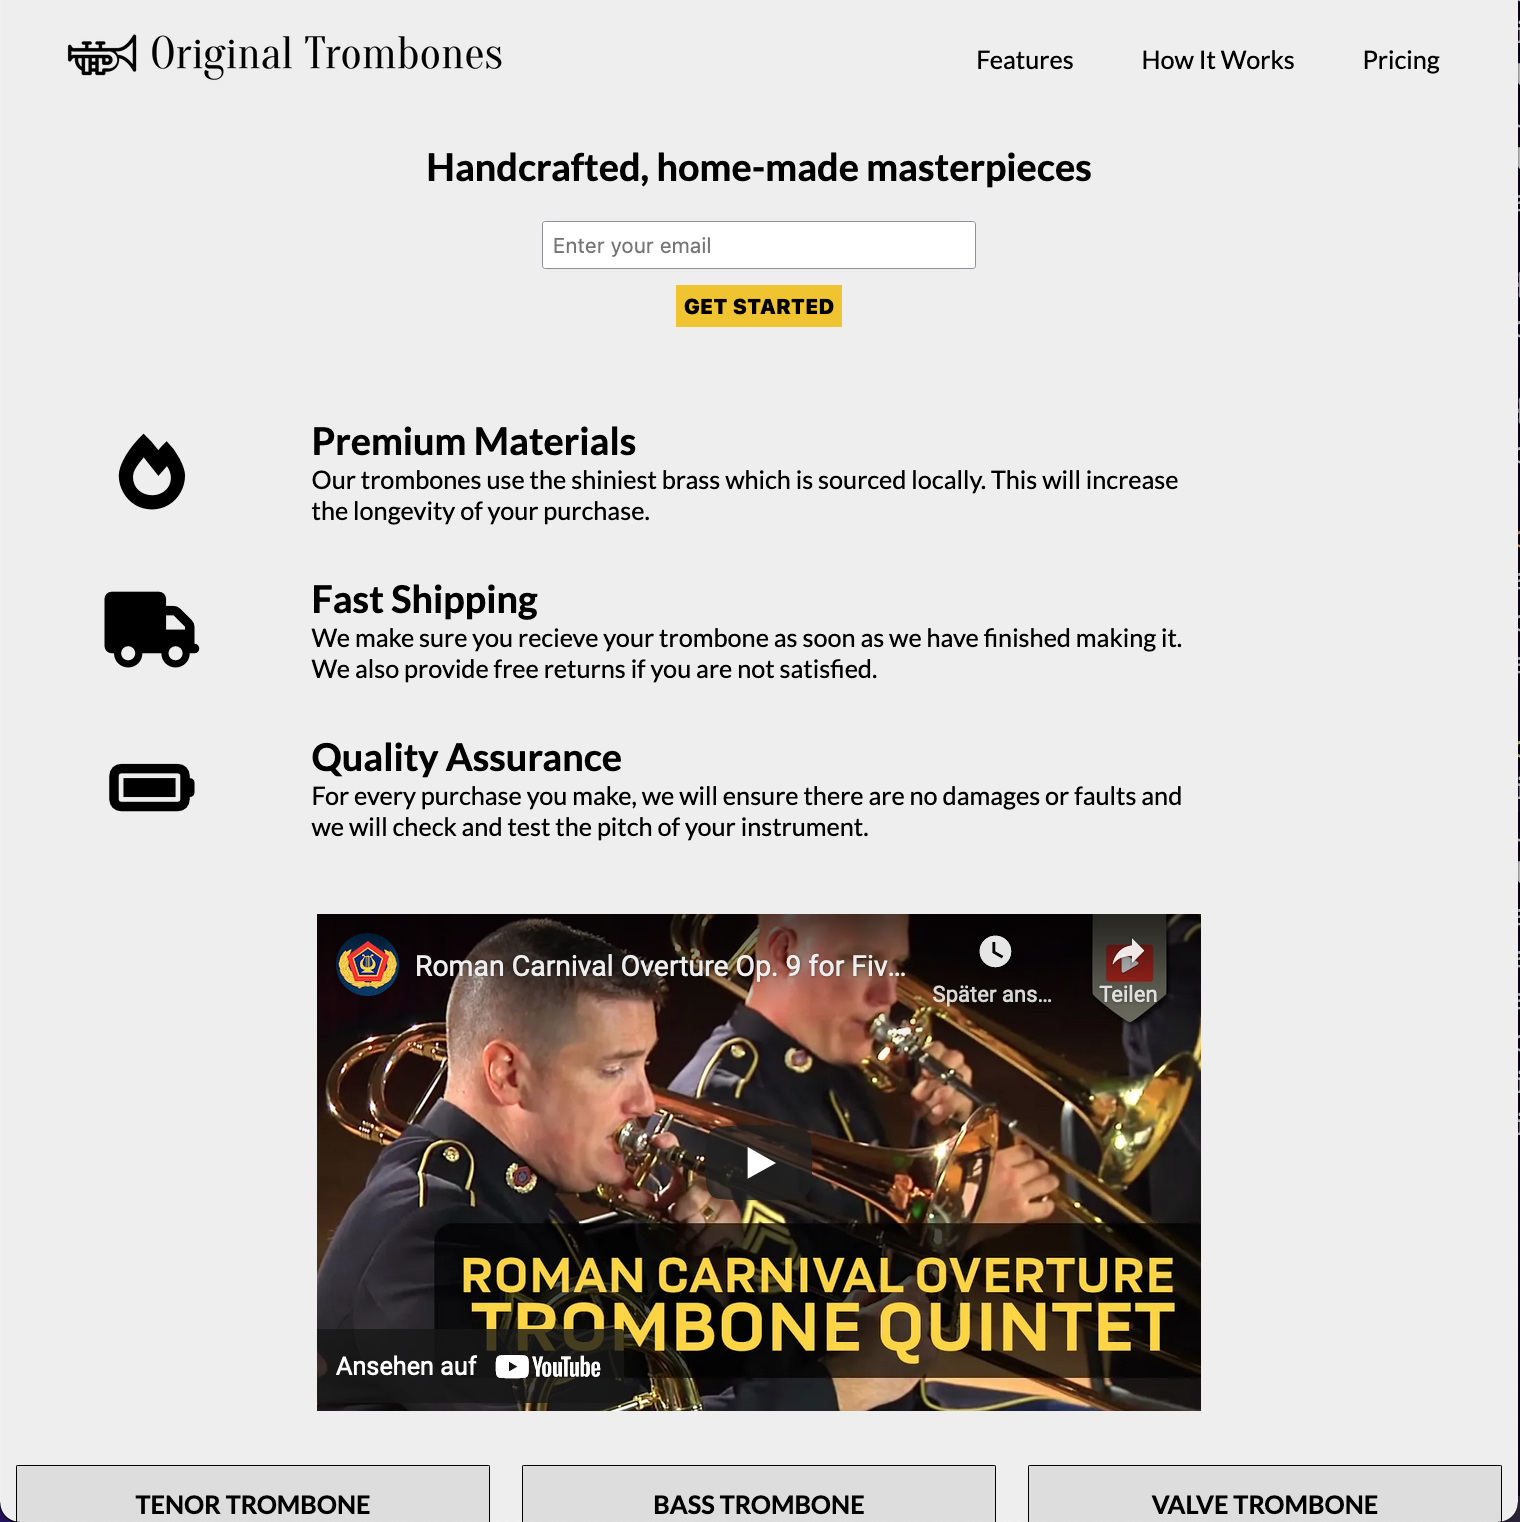 Original Trombones
Features
How It Works
Pricing
Handcrafted, home-made masterpieces
Enter your email
GET STARTED
Premium Materials
Our trombones use the shiniest brass which is sourced locally. This will increase
the longevity of your purchase.
Fast Shipping
We make sure you recieve your trombone as soon as we have finished making it.
We also provide free returns if you are not satisfied.
Quality Assurance
For every purchase you make, we will ensure there are no damages or faults and
we will check and test the pitch of your instrument.
Roman Carnival Overture Op. 9 for Fiv...
Später ans...
Teilen
ROMAN CARNIVAL OVERTURE
TROMBONE QUINTET
Ansehen auf YouTube
TENOR TROMBONE
BASS TROMBONE
VALVE TROMBONE